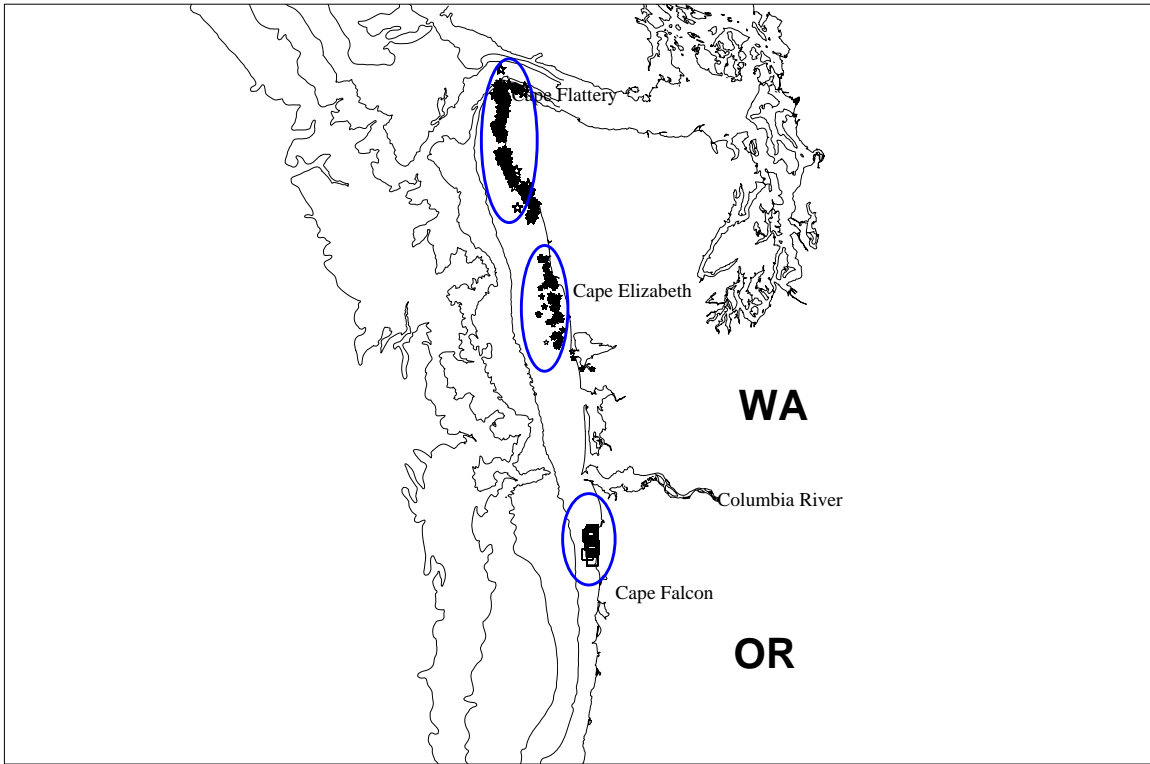 Cape Flattery
Cape Elizabeth
WA
Columbia River
Cape Falcon
OR